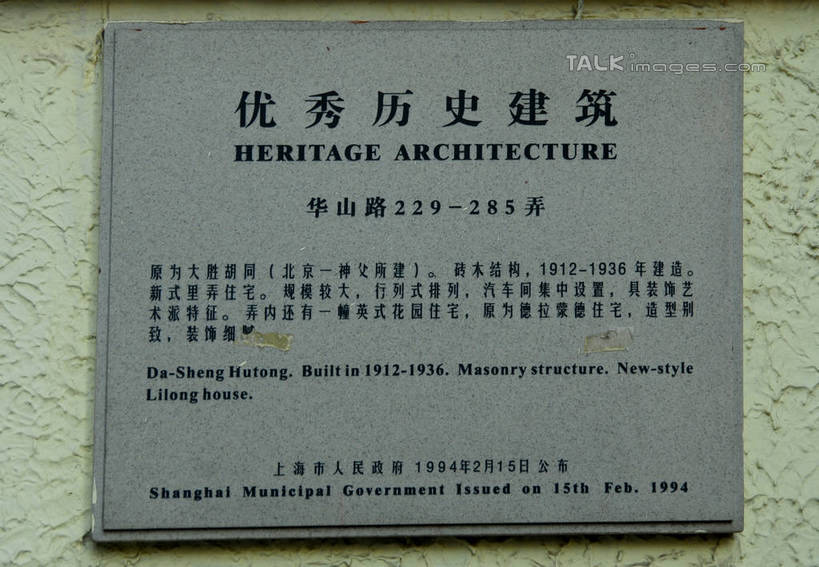 TALKimages.com
优秀历史建筑
HERITAGE ARCHITECTURE
华山路229-285弄
原为大胜胡同（北京一神父所建）。砖木结构，1912-1936年建造。
新式里弄住宅。规模较大，行列式排列，汽车间集中设置，具装饰艺
术派特征。弄内还有一幢英式花园住宅，原为德拉蒙德住宅，造型别
致，装饰细
Da-Sheng Hutong. Built in 1912-1936. Masonry structure. New-style
Lilong house.
上海市人民政府 1994年2月15日公布
Shanghai Municipal Government Issued on 15th Feb. 1994